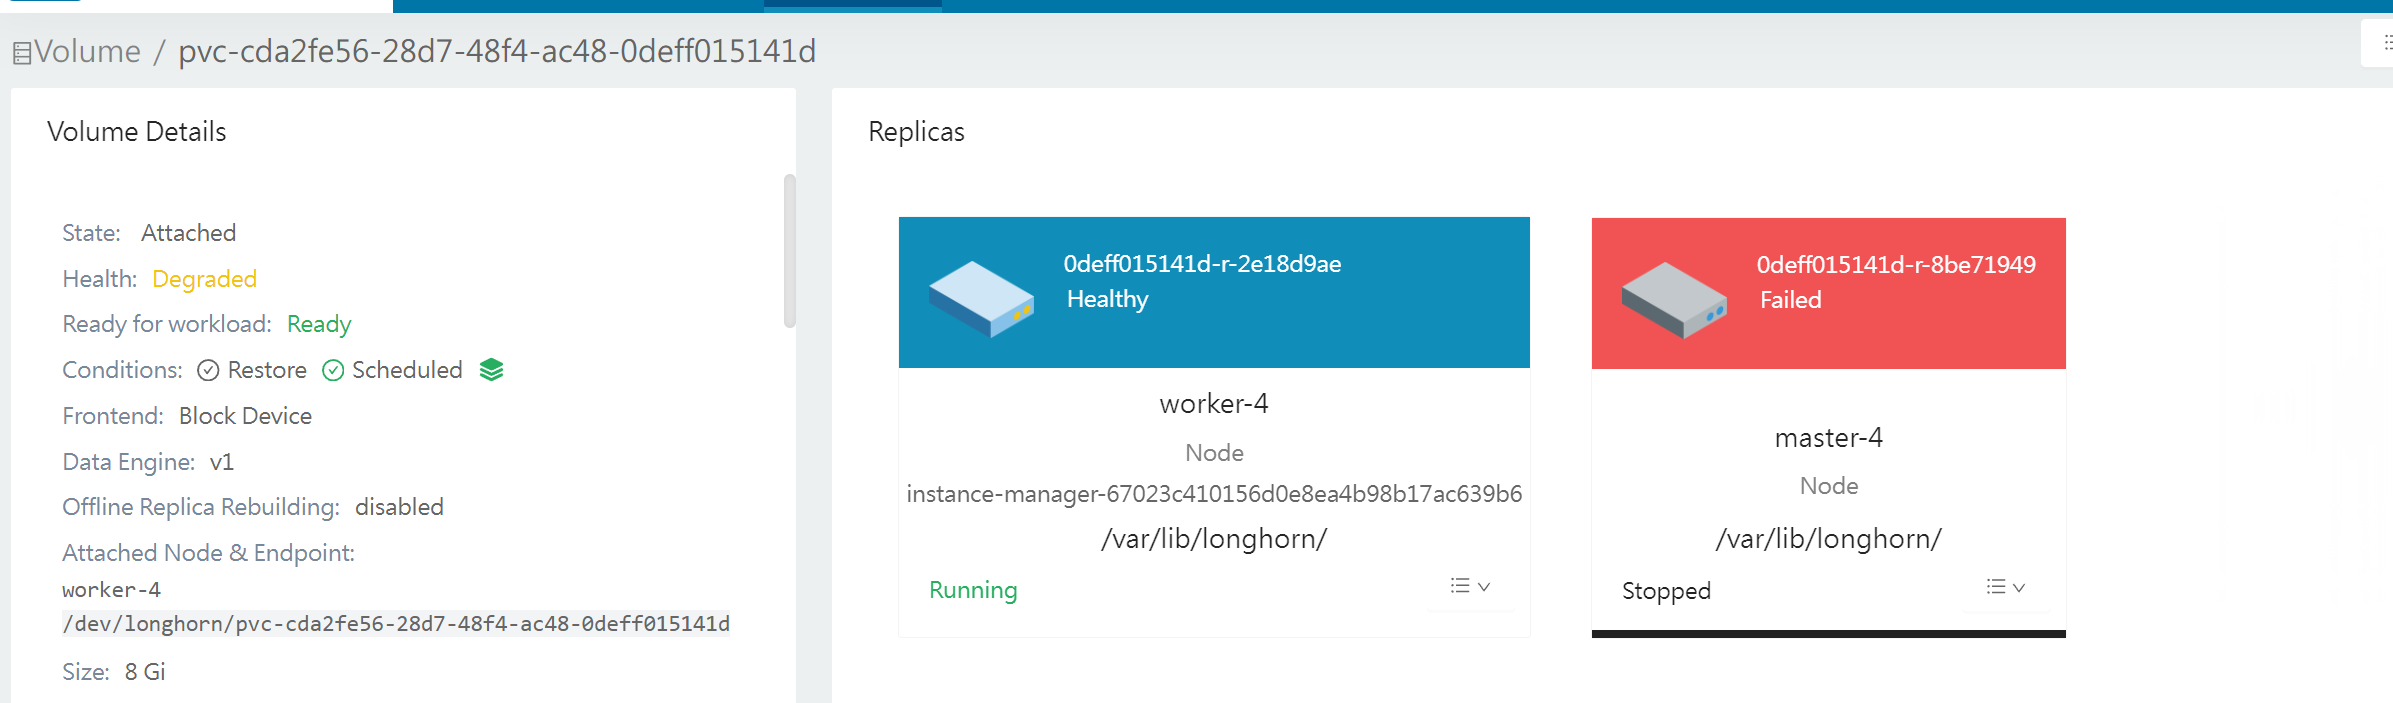 Volume / pvc-cda2fe56-28d7-48f4-ac48-0deff015141d
Volume Details
State: Attached
Health: Degraded
Ready for workload: Ready
Conditions: Restore Scheduled
Frontend: Block Device
Data Engine: v1
Offline Replica Rebuilding: disabled
Attached Node & Endpoint:
worker-4
/dev/longhorn/pvc-cda2fe56-28d7-48f4-ac48-0deff015141d
Size: 8 Gi
Replicas
0deff015141d-r-2e18d9ae
Healthy
worker-4
Node
instance-manager-67023c410156d0e8ea4b98b17ac639b6
/var/lib/longhorn/
Running
0deff015141d-r-8be71949
Failed
master-4
Node
/var/lib/longhorn/
Stopped